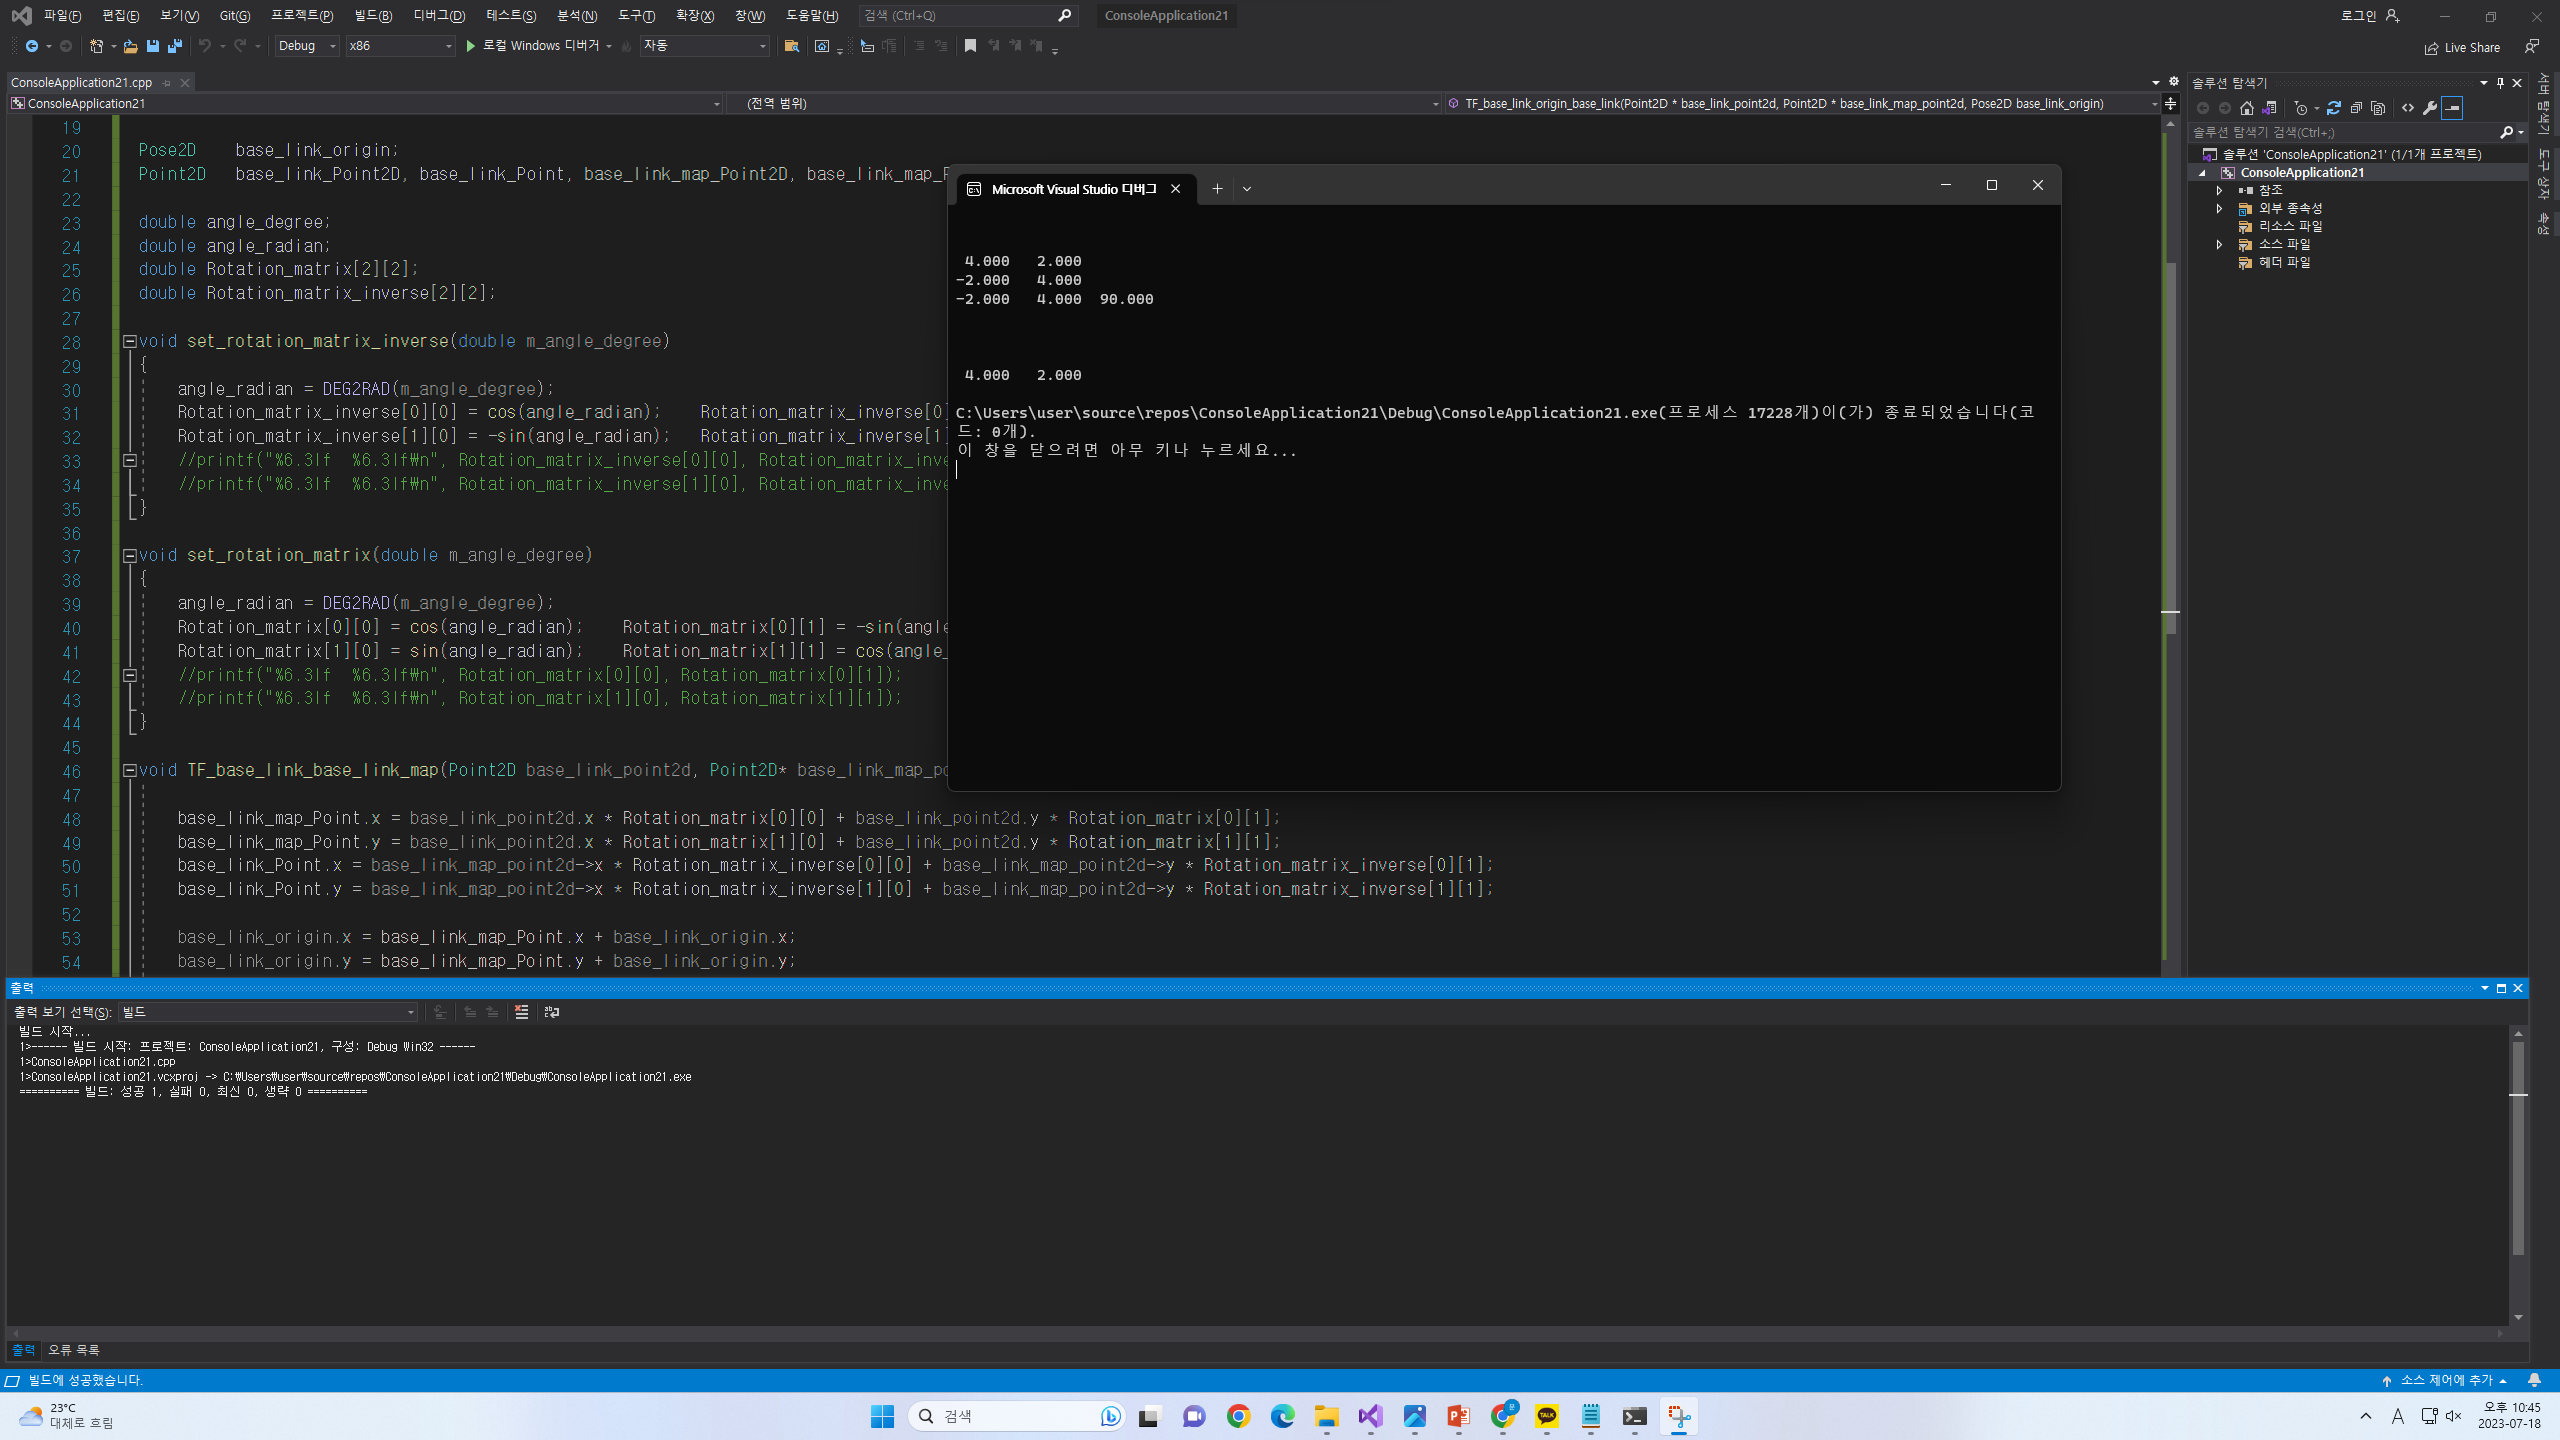 파일(F) 편집(E) 보기(V) Git(G) 프로젝트(P) 빌드(B) 디버그(D) 테스트(S) 분석(N) 도구(T) 확장(X) 창(W) 도움말(H) 검색 (Ctrl+Q) ConsoleApplication21 로그인
Debug x86 로컬 Windows 디버거 자동 Live Share
ConsoleApplication21.cpp
ConsoleApplication21 (전역 범위) TF_base_link_origin_base_link(Point2D * base_link_point2d, Point2D * base_link_map_point2d, Pose2D base_link_origin)
19
20 Pose2D base_link_origin;
21 Point2D base_link_Point2D, base_link_Point, base_link_map_Point2D, base_link_map_P
22
23 double angle_degree;
24 double angle_radian;
25 double Rotation_matrix[2][2];
26 double Rotation_matrix_inverse[2][2];
27
28 void set_rotation_matrix_inverse(double m_angle_degree)
29 {
30 angle_radian = DEG2RAD(m_angle_degree);
31 Rotation_matrix_inverse[0][0] = cos(angle_radian); Rotation_matrix_inverse[0]
32 Rotation_matrix_inverse[1][0] = -sin(angle_radian); Rotation_matrix_inverse[1]
33 //printf("%6.3lf %6.3lf₩n", Rotation_matrix_inverse[0][0], Rotation_matrix_inve
34 //printf("%6.3lf %6.3lf₩n", Rotation_matrix_inverse[1][0], Rotation_matrix_inve
35 }
36
37 void set_rotation_matrix(double m_angle_degree)
38 {
39 angle_radian = DEG2RAD(m_angle_degree);
40 Rotation_matrix[0][0] = cos(angle_radian); Rotation_matrix[0][1] = -sin(angle
41 Rotation_matrix[1][0] = sin(angle_radian); Rotation_matrix[1][1] = cos(angle_
42 //printf("%6.3lf %6.3lf₩n", Rotation_matrix[0][0], Rotation_matrix[0][1]);
43 //printf("%6.3lf %6.3lf₩n", Rotation_matrix[1][0], Rotation_matrix[1][1]);
44 }
45
46 void TF_base_link_base_link_map(Point2D base_link_point2d, Point2D* base_link_map_po
47
48 base_link_map_Point.x = base_link_point2d.x * Rotation_matrix[0][0] + base_link_point2d.y * Rotation_matrix[0][1];
49 base_link_map_Point.y = base_link_point2d.x * Rotation_matrix[1][0] + base_link_point2d.y * Rotation_matrix[1][1];
50 base_link_Point.x = base_link_map_point2d->x * Rotation_matrix_inverse[0][0] + base_link_map_point2d->y * Rotation_matrix_inverse[0][1];
51 base_link_Point.y = base_link_map_point2d->x * Rotation_matrix_inverse[1][0] + base_link_map_point2d->y * Rotation_matrix_inverse[1][1];
52
53 base_link_origin.x = base_link_map_Point.x + base_link_origin.x;
54 base_link_origin.y = base_link_map_Point.y + base_link_origin.y;
Microsoft Visual Studio 디버그
4.000 2.000
-2.000 4.000
-2.000 4.000 90.000
4.000 2.000
C:\Users\user\source\repos\ConsoleApplication21\Debug\ConsoleApplication21.exe(프로세스 17228개)이(가) 종료되었습니다(코
드: 0개).
이 창을 닫으려면 아무 키나 누르세요...
솔루션 탐색기
솔루션 탐색기 검색(Ctrl+;)
솔루션 'ConsoleApplication21' (1/1개 프로젝트)
ConsoleApplication21
참조
외부 종속성
리소스 파일
소스 파일
헤더 파일
서버 탐색기
도구 상자
속성
출력
출력 보기 선택(S): 빌드
빌드 시작...
1>------ 빌드 시작: 프로젝트: ConsoleApplication21, 구성: Debug Win32 ------
1>ConsoleApplication21.cpp
1>ConsoleApplication21.vcxproj -> C:₩Users₩user₩source₩repos₩ConsoleApplication21₩Debug₩ConsoleApplication21.exe
========== 빌드: 성공 1, 실패 0, 최신 0, 생략 0 ==========
출력 오류 목록
빌드에 성공했습니다. 소스 제어에 추가
23°C
대체로 흐림
검색
TALK
A
오후 10:45
2023-07-18